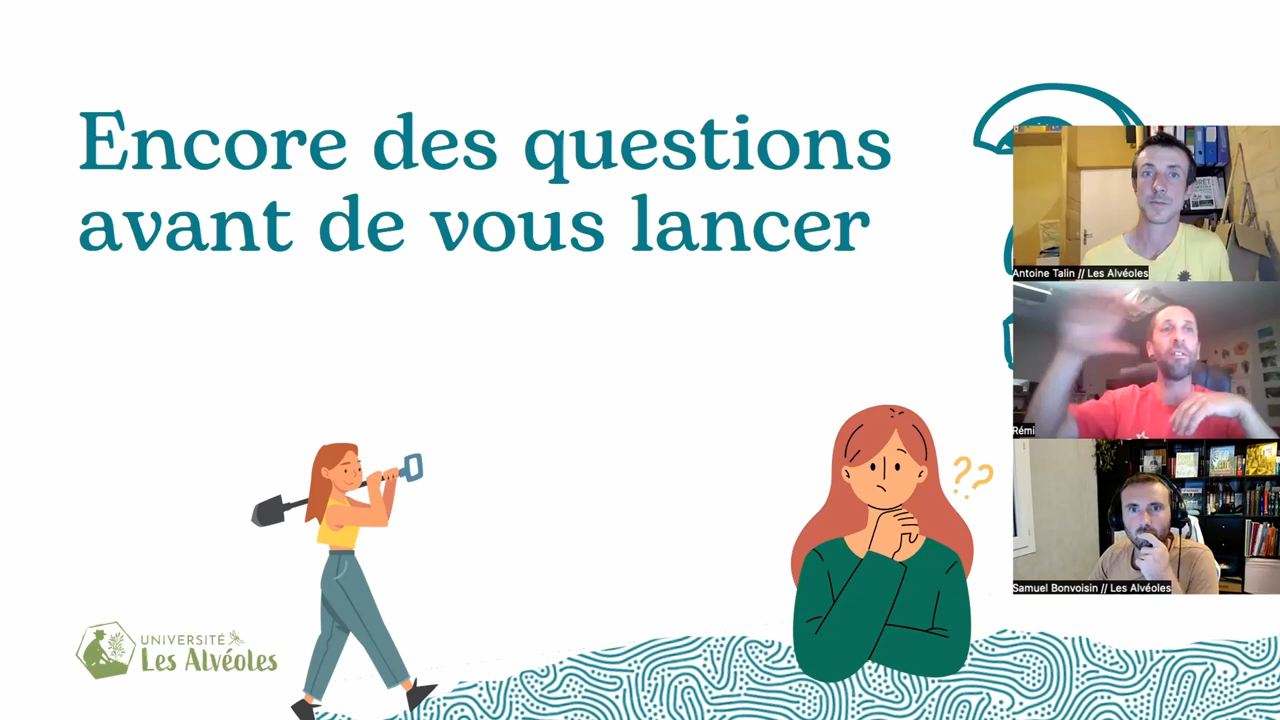 Encore des questions
avant de vous lancer
Antoine Talin // Les Alvéoles
Rémi
??
Samuel Bonvoisin // Les Alvéoles
UNIVERSITÉ
Les Alvéoles